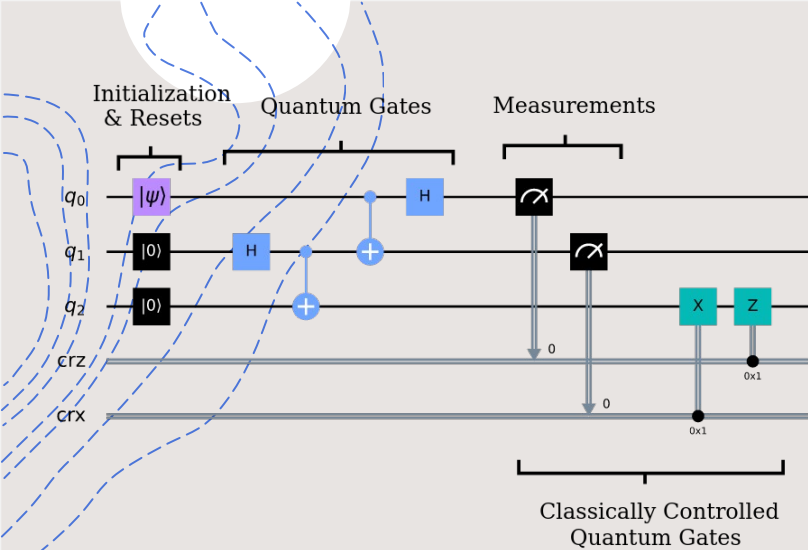 Initialization
& Resets
Quantum Gates
Measurements
q0 |ψ⟩ H
q1 |0⟩ H
q2 |0⟩ X Z
crz 0 0x1
crx 0 0x1
Classically Controlled
Quantum Gates